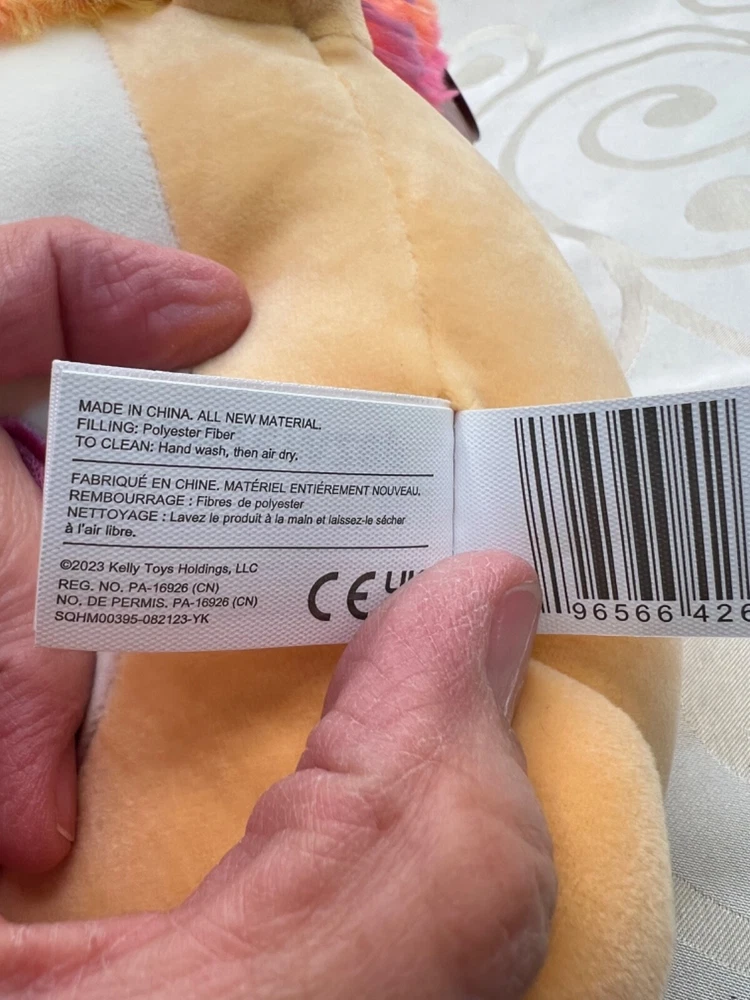 MADE IN CHINA. ALL NEW MATERIAL.
FILLING: Polyester Fiber
TO CLEAN: Hand wash, then air dry.
FABRIQUÉ EN CHINE. MATÉRIEL ENTIÉREMENT NOUVEAU.
REMBOURRAGE : Fibres de polyester
NETTOYAGE : Lavez le produit à la main et laissez-le sécher
à l'air libre.
©2023 Kelly Toys Holdings, LLC
REG. NO. PA-16926 (CN)
NO. DE PERMIS. PA-16926 (CN)
SQHM00395-082123-YK
CE
96566 426